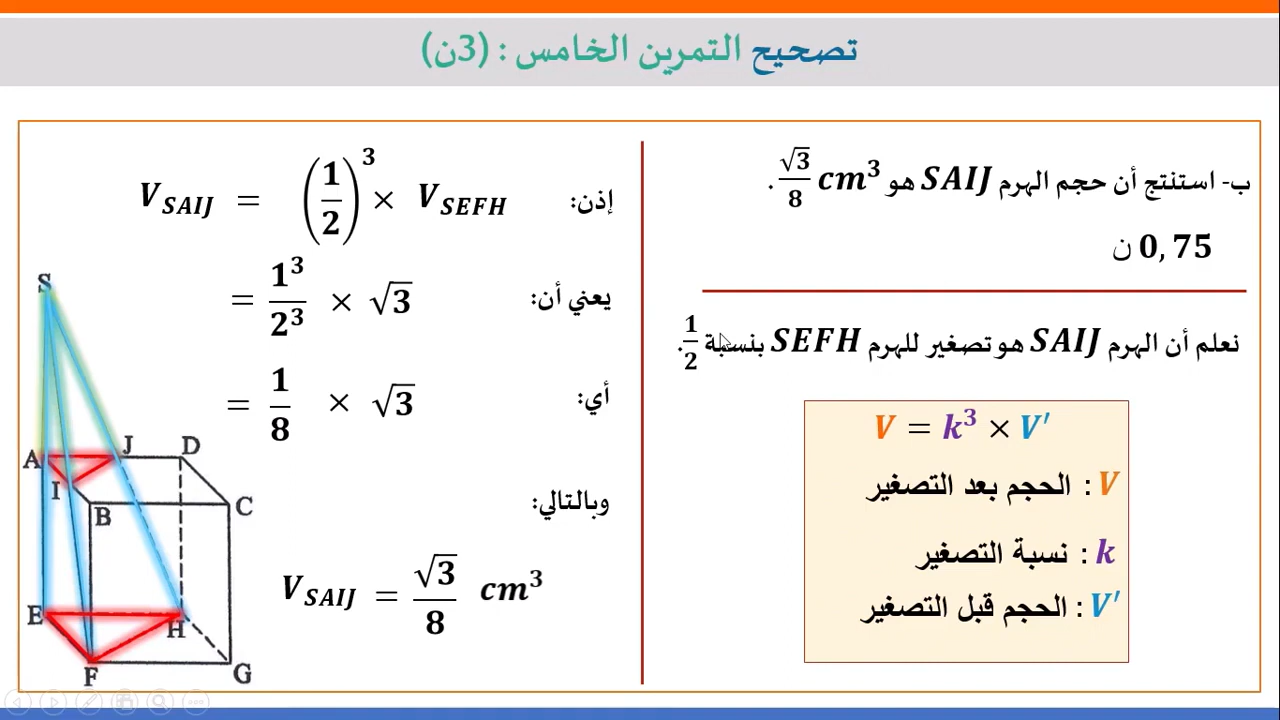 تصحيح التمرين الخامس : (3ن)
ب- استنتج أن حجم الهرم SAIJ هو √3/8 cm³ .
0,75 ن
نعلم أن الهرم SAIJ هو تصغير للهرم SEFH بنسبة 1/2.
V = k³ × V′
V : الحجم بعد التصغير
k : نسبة التصغير
V′ : الحجم قبل التصغير
إذن: V_SAIJ = (1/2)³ × V_SEFH
يعني أن: = 1³/2³ × √3
أي: = 1/8 × √3
وبالتالي:
V_SAIJ = √3/8 cm³
S
A J D
I B C
E H
F G